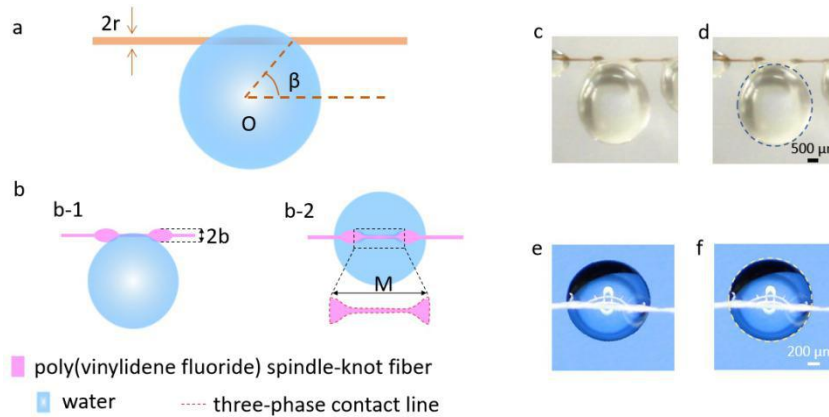 a
2r
β
O
b
b-1
2b
b-2
M
poly(vinylidene fluoride) spindle-knot fiber
water
three-phase contact line
c
d
500 μm
e
f
200 μm